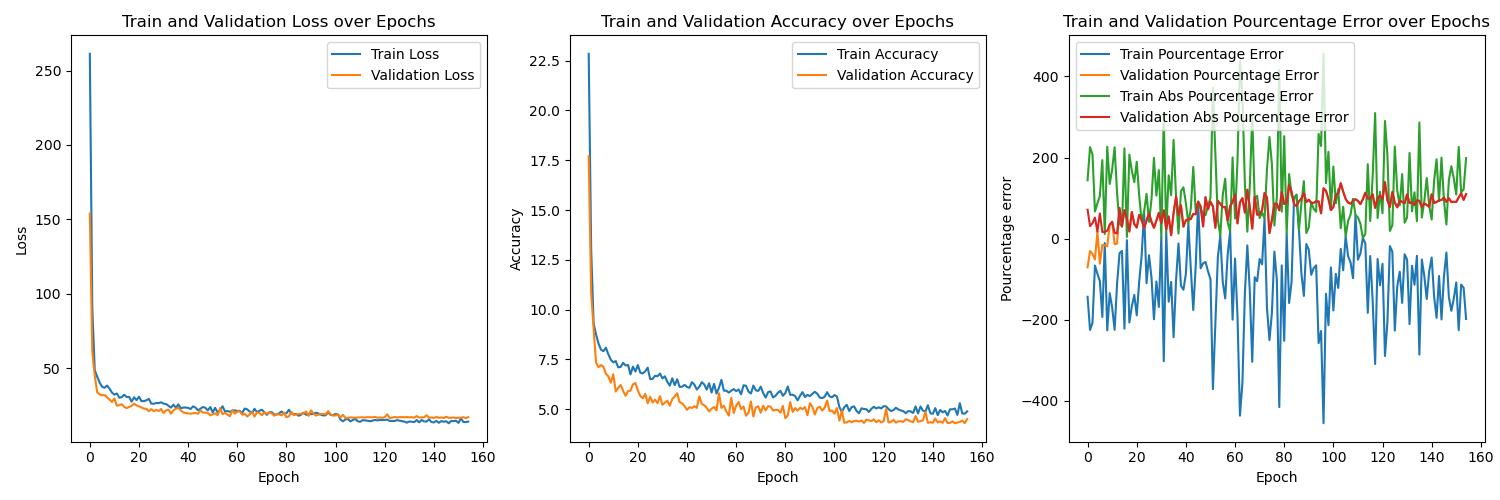 Train and Validation Loss over Epochs
Loss
250
200
150
100
50
0
20
40
60
80
100
120
140
160
Epoch
Train Loss
Validation Loss
Train and Validation Accuracy over Epochs
Accuracy
22.5
20.0
17.5
15.0
12.5
10.0
7.5
5.0
0
20
40
60
80
100
120
140
160
Epoch
Train Accuracy
Validation Accuracy
Train and Validation Pourcentage Error over Epochs
Pourcentage error
400
200
0
−200
−400
0
20
40
60
80
100
120
140
160
Epoch
Train Pourcentage Error
Validation Pourcentage Error
Train Abs Pourcentage Error
Validation Abs Pourcentage Error